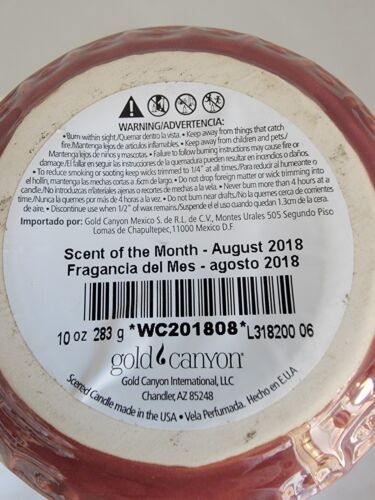 WARNING/ADVERTENCIA:
•Burn within sight./Quemar dentro la vista. • Keep away from things that catch
fire./Mantenga lejos de articulos inflamables. • Keep away from children and pets./
Mantenga lejos de niños y mascotas. • Failure to follow burning instructions may cause fire or
damage./El fallar en seguir las instrucciones de la quemadura pueden resultar en incendios o daños.
•To reduce smoking or sooting keep wicks trimmed to 1/4" at all times./Para reducir al humeante o
el hollin, mantenga las mechas cortas a 6cm de largo. • Do not drop foreign matter or wick trimming into
candle./No introduzcas materiales ajenas o recortes de mechas a la vela. • Never burn more than 4 hours at a
time./Nunca la quemes por más de 4 horas a la vez. • Do not burn near drafts./No la quemes cerca de corrientes
de aire. • Discontinue use when 1/2" of wax remains./Suspende el uso cuando quedan 1.3cm de la cera.
Importado por: Gold Canyon Mexico S. de R.L. de C.V., Montes Urales 505 Segundo Piso
Lomas de Chapultepec,11000 Mexico D.F.
Scent of the Month - August 2018
Fragancia del Mes - agosto 2018
10 oz 283 g *WC201808* L318200 06
gold canyon®
Gold Canyon International, LLC
Chandler, AZ 85248
Scented Candle made in the USA • Vela Perfumada. Hecho en E.U.A